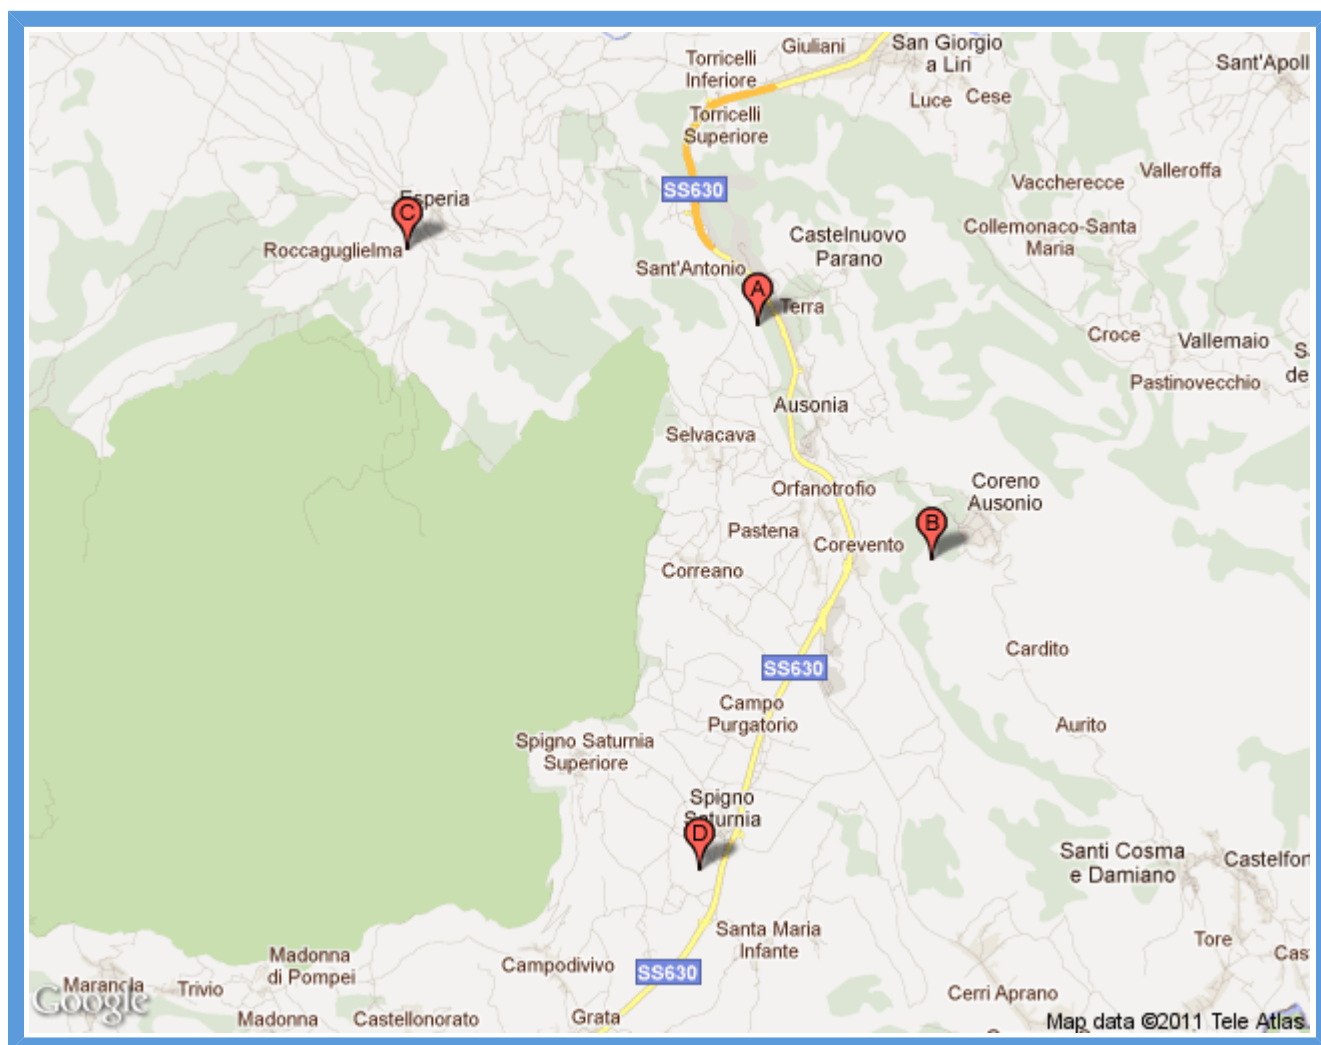 Giuliani
San Giorgio
a Liri
Torricelli
Inferiore
Sant'Apoll
Luce
Cese
Torricelli
Superiore
Valleroffa
Vaccherecce
SS630
Esperia
C
Roccaguglielma
Collemonaco-Santa
Maria
Castelnuovo
Parano
Sant'Antonio
A
Terra
Croce
Vallemaio
S
de
Pastinovecchio
Ausonia
Selvacava
Coreno
Ausonio
Orfanotrofio
B
Pastena
Corevento
Correano
Cardito
SS630
Campo
Purgatorio
Aurito
Spigno Saturnia
Superiore
Spigno
Saturnia
D
Santi Cosma
e Damiano
Castelfor
Santa Maria
Infante
Tore
Cas
Madonna
di Pompei
Campodivivo
SS630
Marancla
Trivio
Google
Cerri Aprano
Madonna
Castellonorato
Grata
Map data ©2011 Tele Atlas